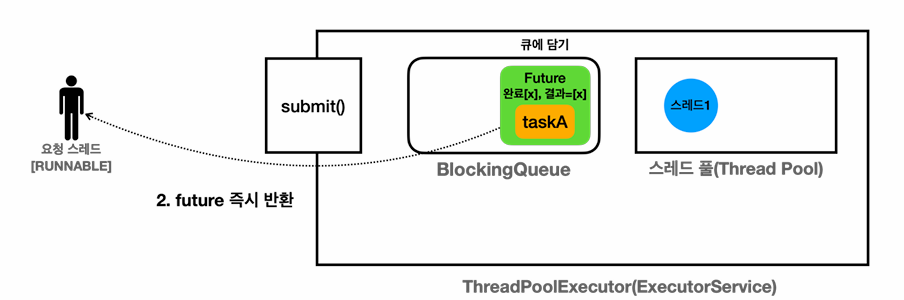 큐에 담기
Future
완료[x], 결과=[x]
taskA
submit()
스레드1
요청 스레드
[RUNNABLE]
BlockingQueue
스레드 풀(Thread Pool)
2. future 즉시 반환
ThreadPoolExecutor(ExecutorService)